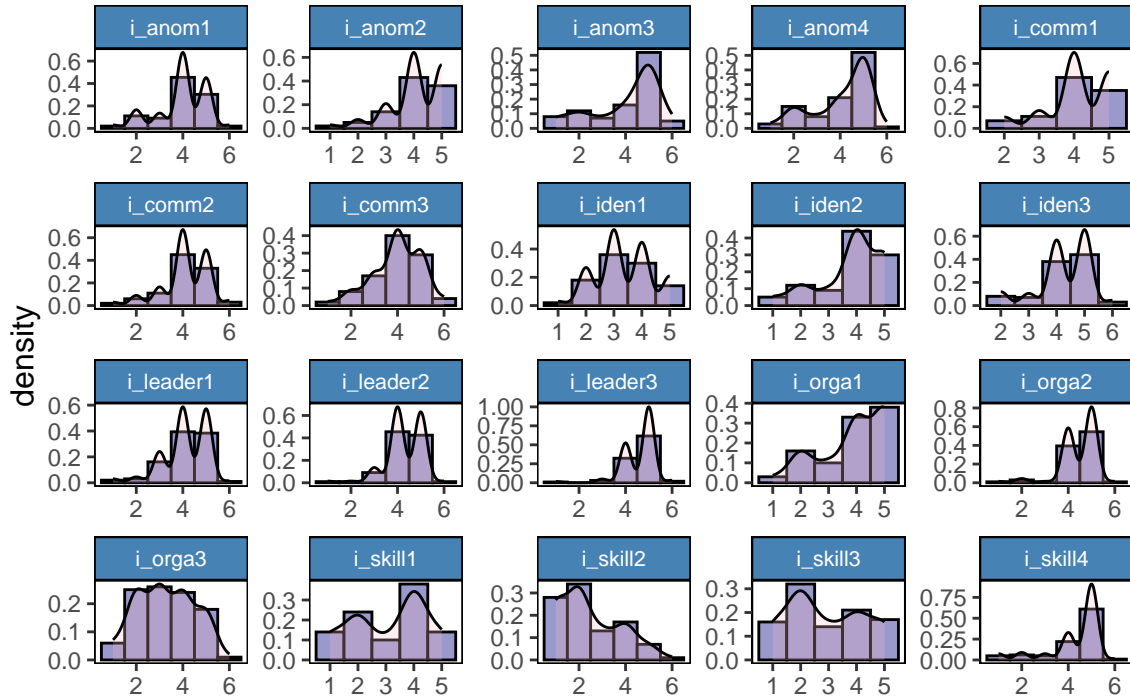 i_anom1 i_anom2 i_anom3 i_anom4 i_comm1
0.6 0.4 0.2 0.0 0.6 0.4 0.2 0.0 0.5 0.4 0.3 0.2 0.1 0.0 0.5 0.4 0.3 0.2 0.1 0.0 0.6 0.4 0.2 0.0
2 4 6 1 2 3 4 5 2 4 6 2 4 6 2 3 4 5
i_comm2 i_comm3 i_iden1 i_iden2 i_iden3
0.6 0.4 0.2 0.0 0.4 0.3 0.2 0.1 0.0 0.4 0.2 0.0 0.4 0.3 0.2 0.1 0.0 0.6 0.4 0.2 0.0
2 4 6 2 4 6 1 2 3 4 5 1 2 3 4 5 2 3 4 5 6
density
i_leader1 i_leader2 i_leader3 i_orga1 i_orga2
0.6 0.4 0.2 0.0 0.6 0.4 0.2 0.0 1.00 0.75 0.50 0.25 0.00 0.4 0.3 0.2 0.1 0.0 0.8 0.6 0.4 0.2 0.0
2 4 6 2 4 6 2 4 6 1 2 3 4 5 2 4 6
i_orga3 i_skill1 i_skill2 i_skill3 i_skill4
0.2 0.1 0.0 0.3 0.2 0.1 0.0 0.3 0.2 0.1 0.0 0.3 0.2 0.1 0.0 0.75 0.50 0.25 0.00
2 4 6 1 2 3 4 5 2 4 6 1 2 3 4 5 2 4 6